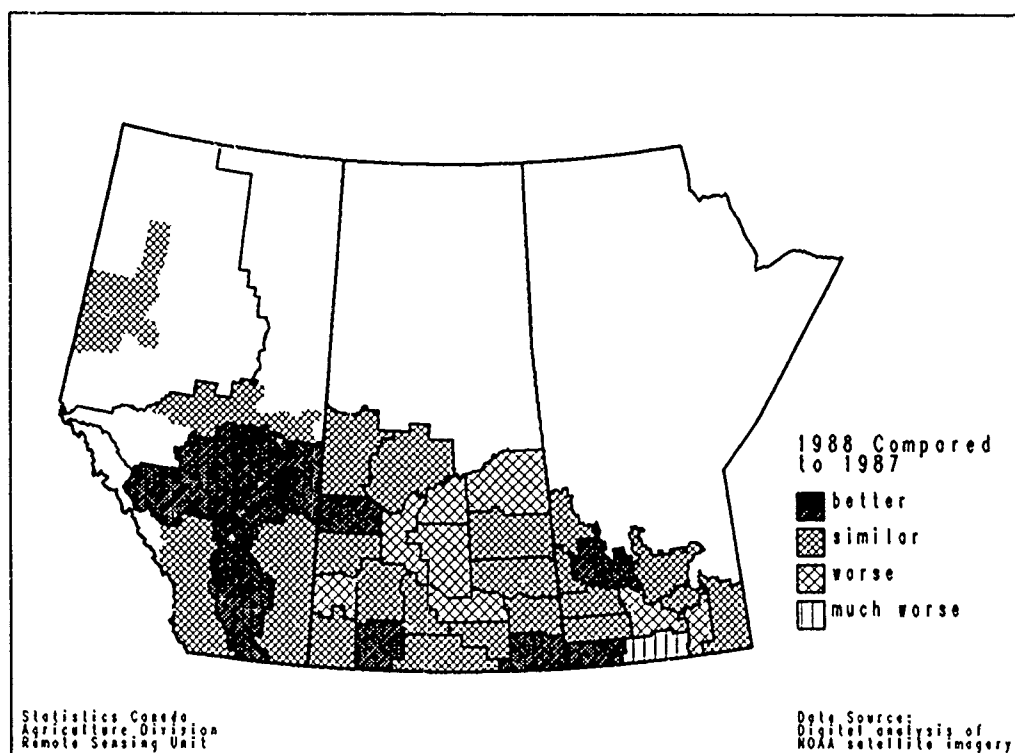 1988 Compared
to 1987
better
similar
worse
much worse
Statistics Canada
Agriculture Division
Remote Sensing Unit
Data Source:
Digital analysis of
NOAA satellite imagery